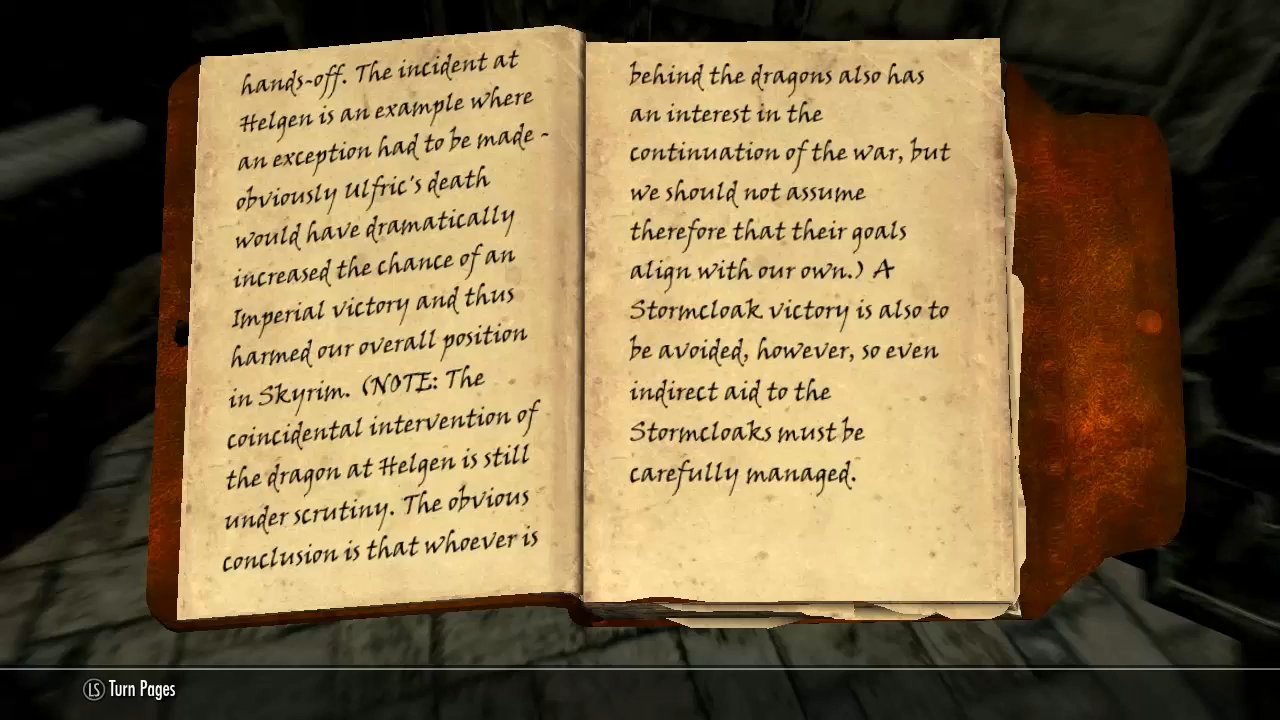 hands-off. The incident at
Helgen is an example where
an exception had to be made -
obviously Ulfric's death
would have dramatically
increased the chance of an
Imperial victory and thus
harmed our overall position
in Skyrim. (NOTE: The
coincidental intervention of
the dragon at Helgen is still
under scrutiny. The obvious
conclusion is that whoever is
behind the dragons also has
an interest in the
continuation of the war, but
we should not assume
therefore that their goals
align with our own.) A
Stormcloak victory is also to
be avoided, however, so even
indirect aid to the
Stormcloaks must be
carefully managed.
LS Turn Pages